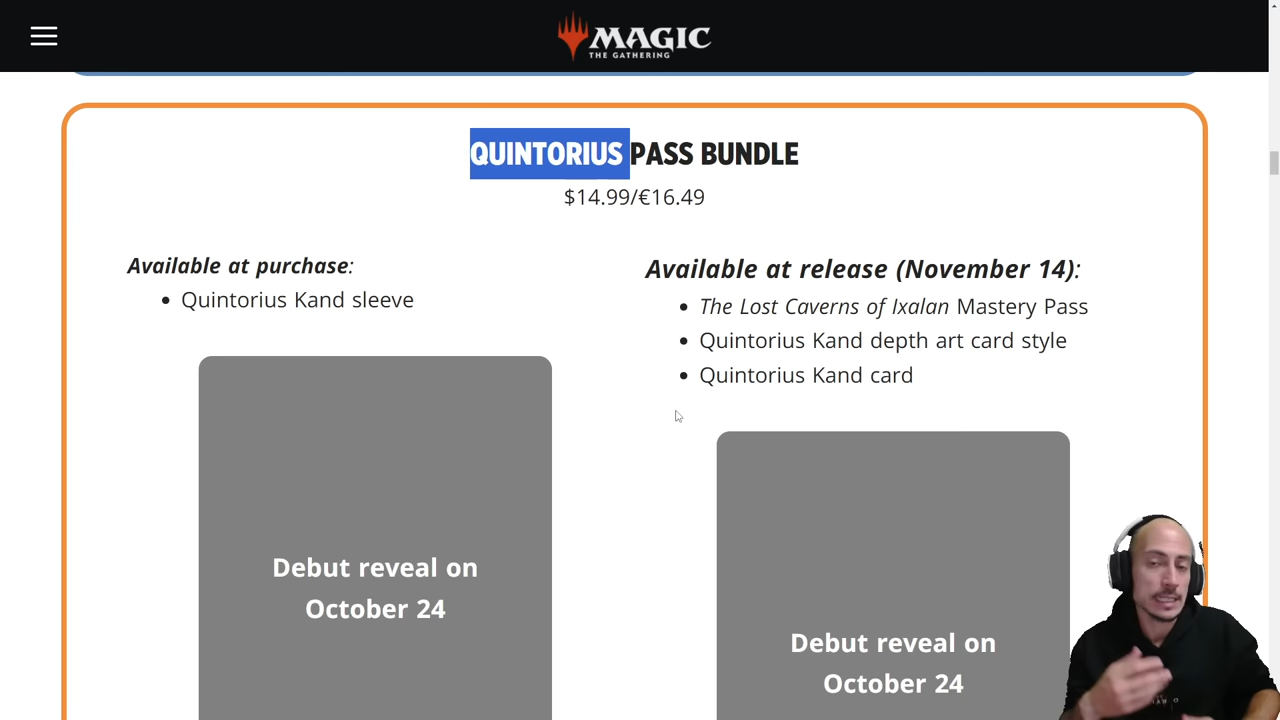 MAGIC
THE GATHERING
QUINTORIUS PASS BUNDLE
$14.99/€16.49
Available at purchase:
• Quintorius Kand sleeve
Debut reveal on
October 24
Available at release (November 14):
• The Lost Caverns of Ixalan Mastery Pass
• Quintorius Kand depth art card style
• Quintorius Kand card
Debut reveal on
October 24